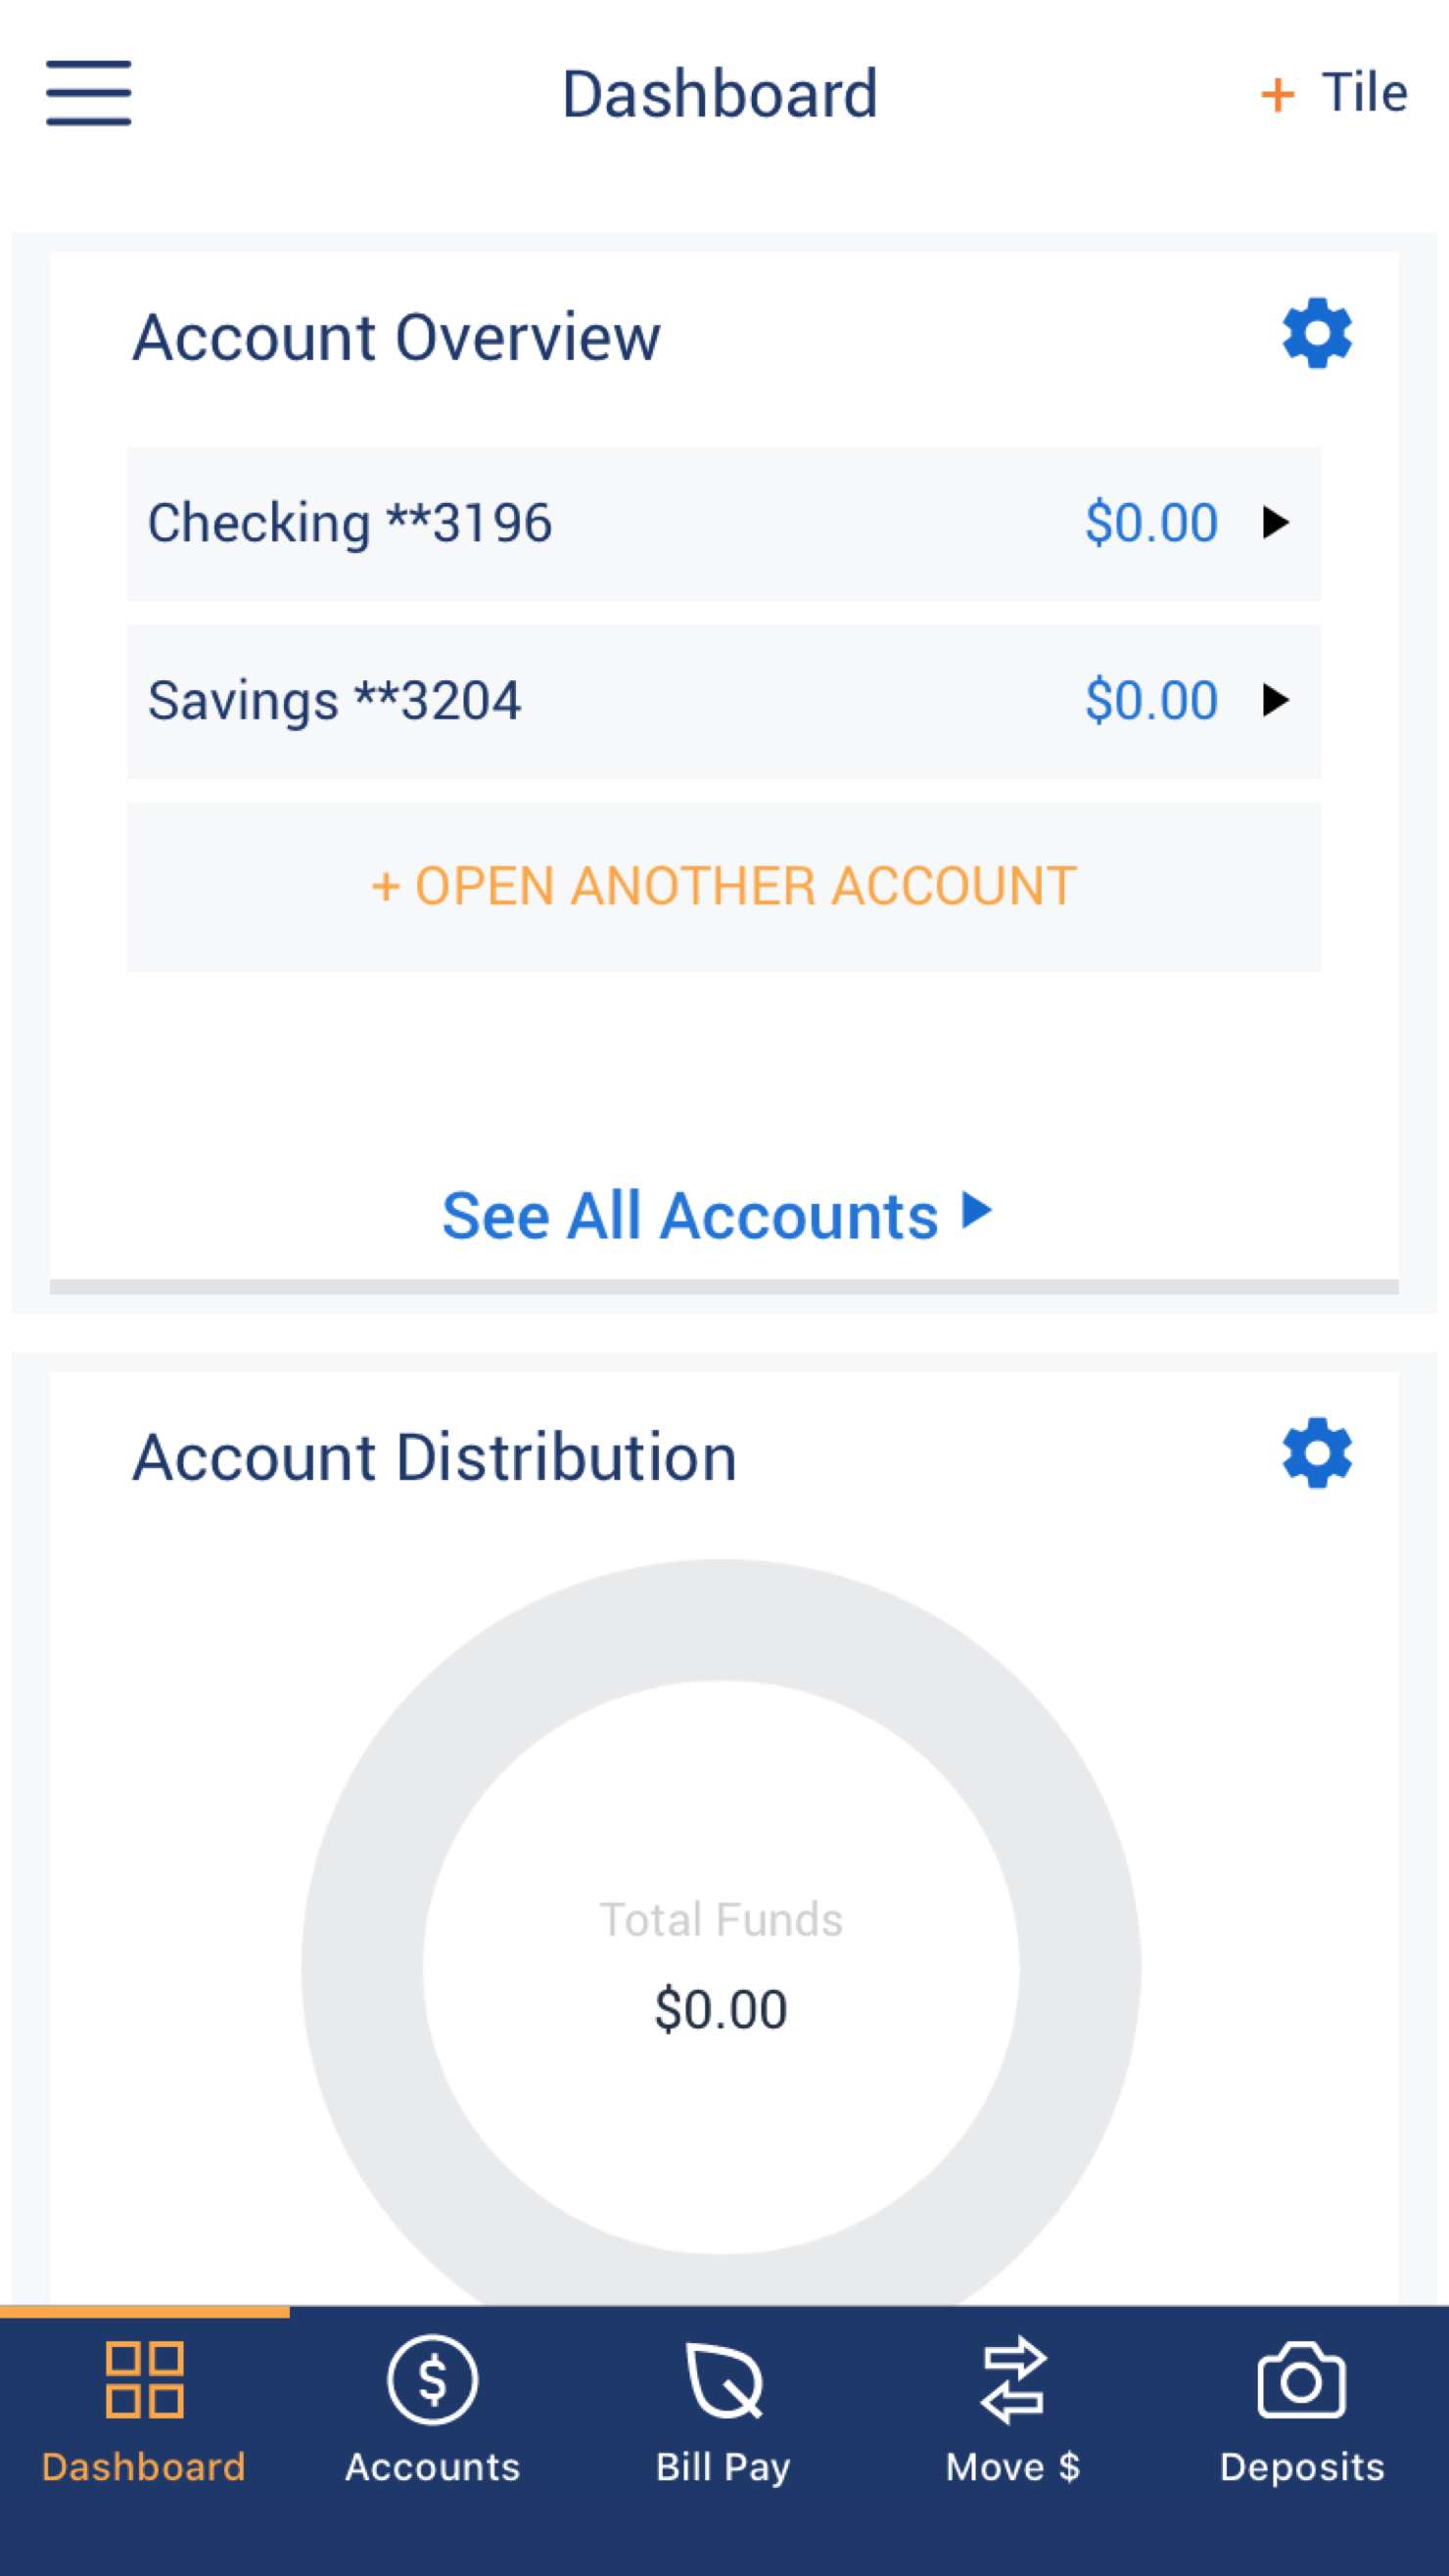 Dashboard
+ Tile
Account Overview
Checking **3196 $0.00
Savings **3204 $0.00
+ OPEN ANOTHER ACCOUNT
See All Accounts
Account Distribution
Total Funds
$0.00
Dashboard Accounts Bill Pay Move $ Deposits